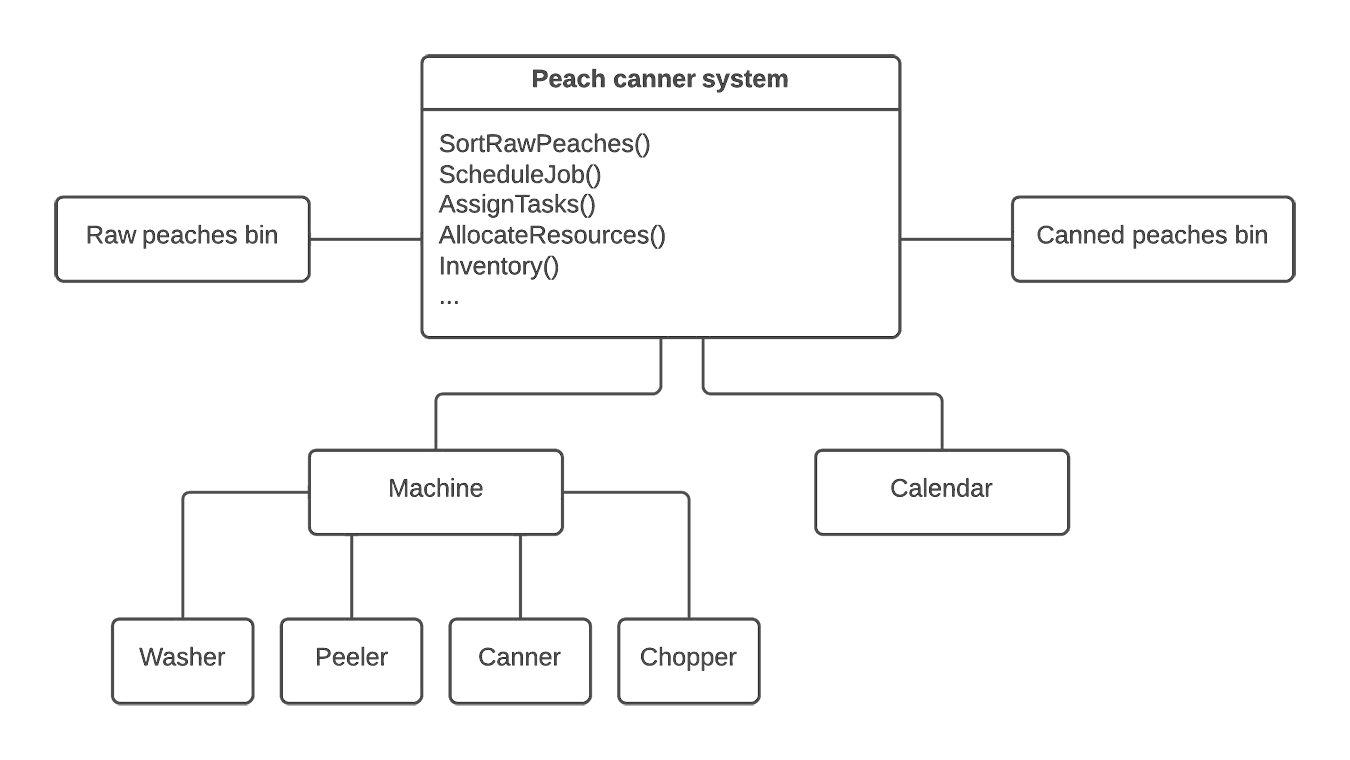 Peach canner system
SortRawPeaches()
ScheduleJob()
AssignTasks()
AllocateResources()
Inventory()
...
Raw peaches bin
Canned peaches bin
Machine
Calendar
Washer
Peeler
Canner
Chopper